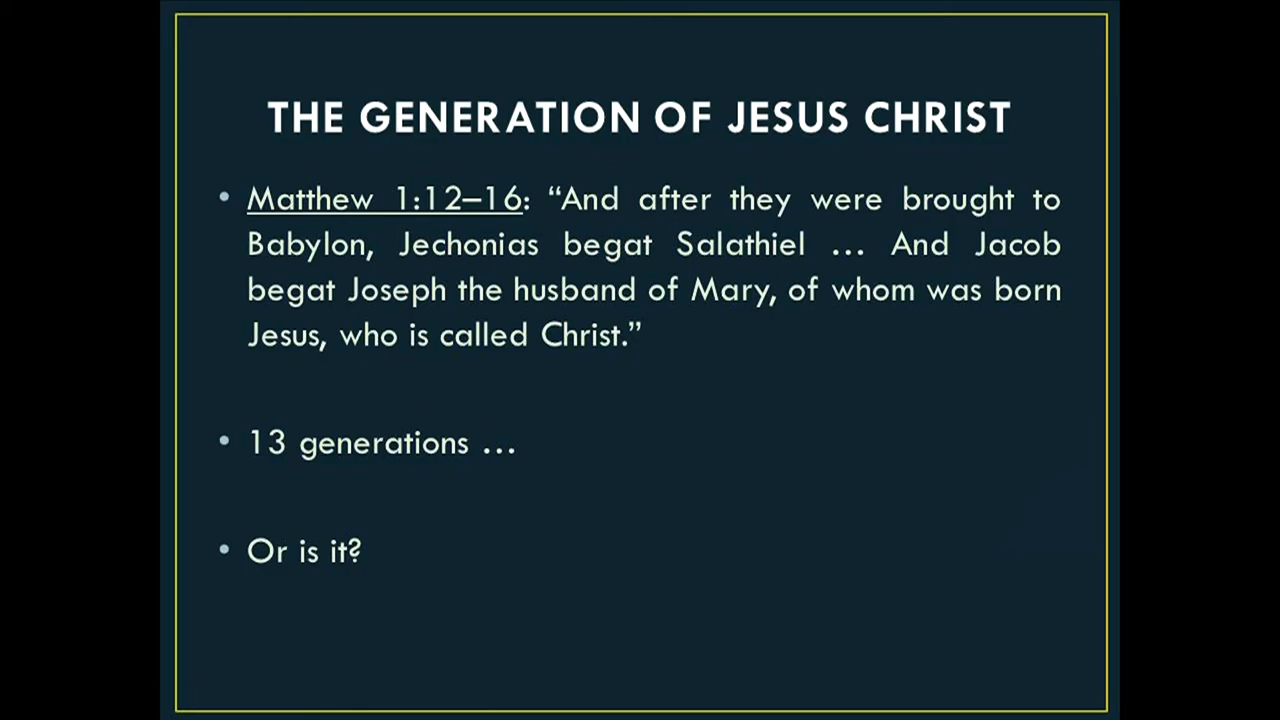 THE GENERATION OF JESUS CHRIST
• Matthew 1:12–16: “And after they were brought to
Babylon, Jechonias begat Salathiel … And Jacob
begat Joseph the husband of Mary, of whom was born
Jesus, who is called Christ.”
• 13 generations …
• Or is it?